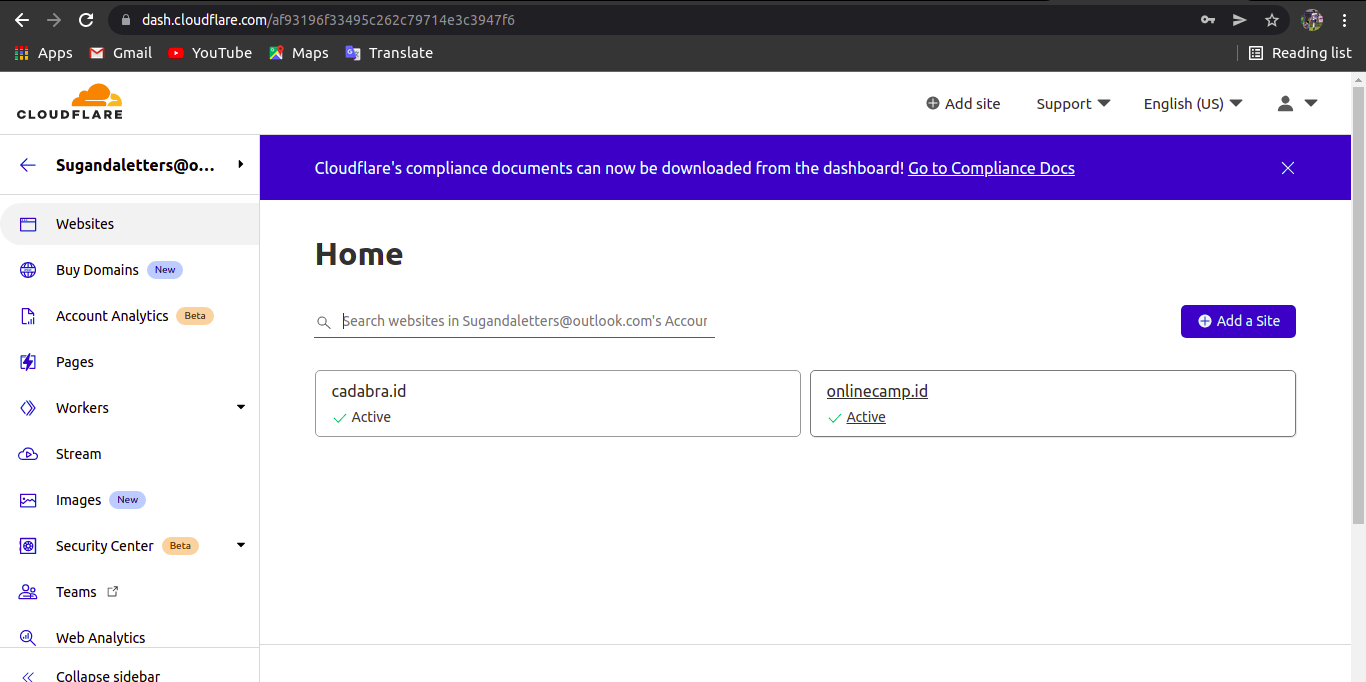 dash.cloudflare.com/af93196f33495c262c79714e3c3947f6
Apps Gmail YouTube Maps Translate Reading list
CLOUDFLARE
Add site Support English (US)
Sugandaletters@o...
Cloudflare's compliance documents can now be downloaded from the dashboard! Go to Compliance Docs
Websites
Buy Domains New
Account Analytics Beta
Pages
Workers
Stream
Images New
Security Center Beta
Teams
Web Analytics
Collapse sidebar
Home
Search websites in Sugandaletters@outlook.com's Accour
Add a Site
cadabra.id
Active
onlinecamp.id
Active